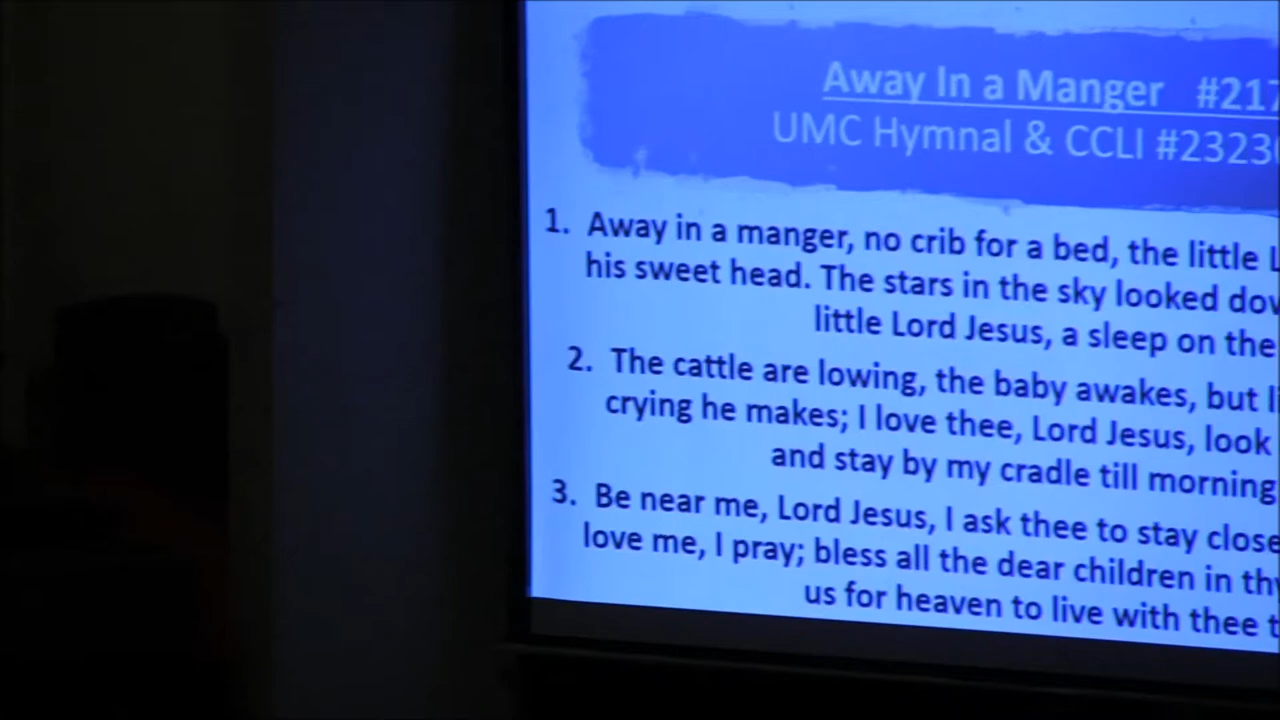 Away In a Manger #217
UMC Hymnal & CCLI #2323
1. Away in a manger, no crib for a bed, the little
his sweet head. The stars in the sky looked
little Lord Jesus, a sleep on the
2. The cattle are lowing, the baby awakes, but
crying he makes; I love thee, Lord Jesus, look
and stay by my cradle till morning
3. Be near me, Lord Jesus, I ask thee to stay close
love me, I pray; bless all the dear children in
us for heaven to live with thee